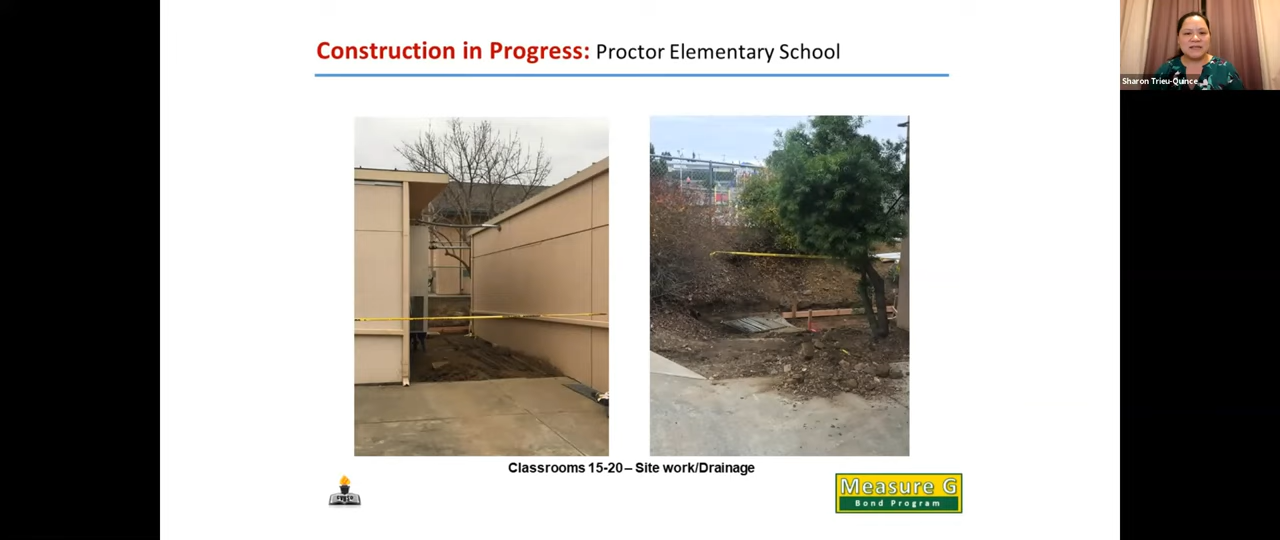 Construction in Progress: Proctor Elementary School
Sharon Trieu-Quince
Classrooms 15-20 – Site work/Drainage
Measure G
Bond Program